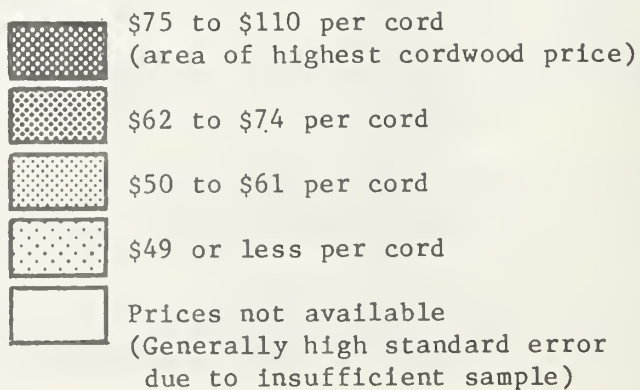 $75 to $110 per cord
(area of highest cordwood price)
$62 to $74 per cord
$50 to $61 per cord
$49 or less per cord
Prices not available
(Generally high standard error
due to insufficient sample)